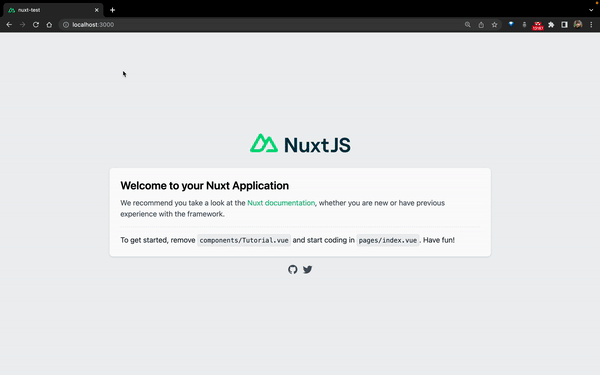 nuxt-test
localhost:3000
NuxtJS
Welcome to your Nuxt Application
We recommend you take a look at the Nuxt documentation, whether you are new or have previous
experience with the framework.
To get started, remove components/Tutorial.vue and start coding in pages/index.vue. Have fun!